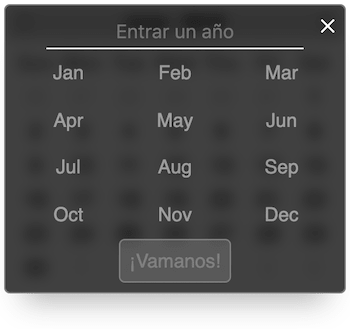 Entrar un año
Jan Feb Mar
Apr May Jun
Jul Aug Sep
Oct Nov Dec
¡Vamanos!